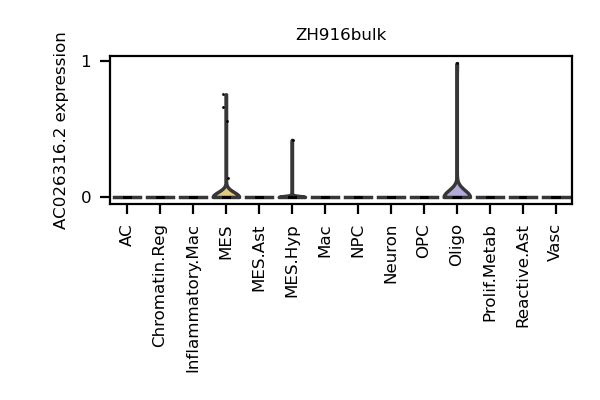 ZH916bulk
AC026316.2 expression
1
0
AC
Chromatin.Reg
Inflammatory.Mac
MES
MES.Ast
MES.Hyp
Mac
NPC
Neuron
OPC
Oligo
Prolif.Metab
Reactive.Ast
Vasc